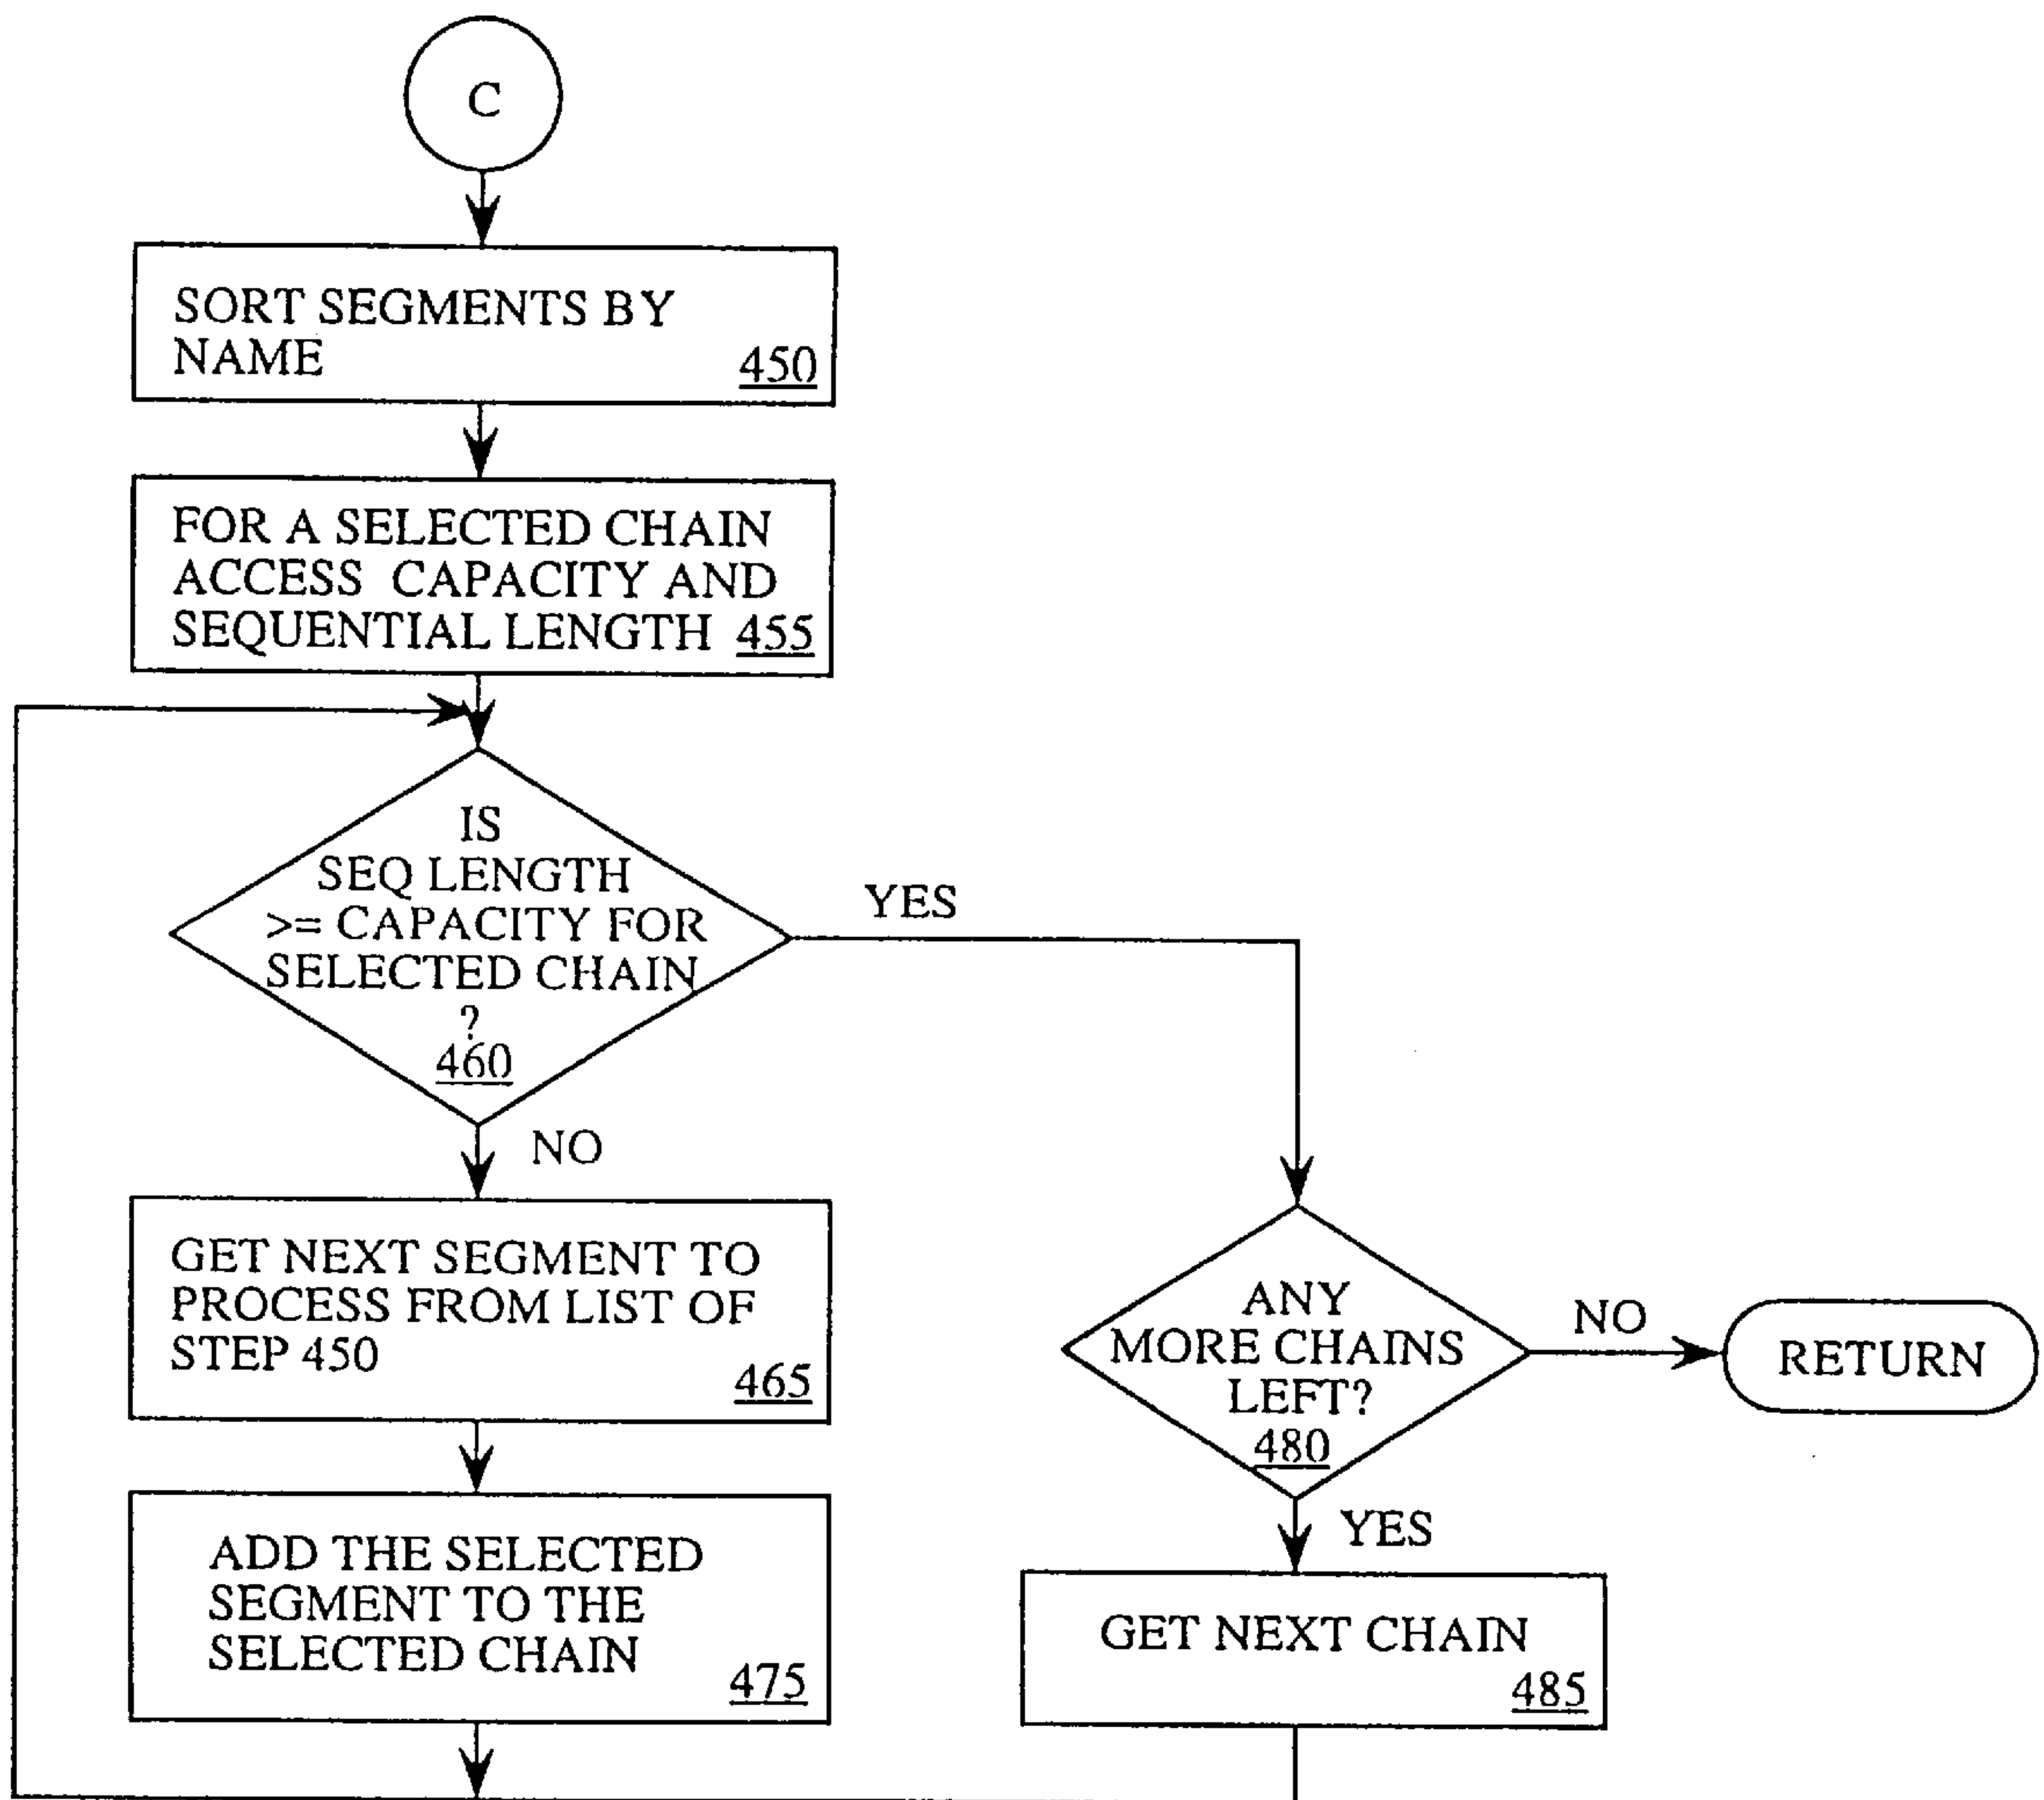 C
SORT SEGMENTS BY
NAME
450
FOR A SELECTED CHAIN
ACCESS CAPACITY AND
SEQUENTIAL LENGTH 455
IS
SEQ LENGTH
>= CAPACITY FOR
SELECTED CHAIN
?
460
YES
NO
GET NEXT SEGMENT TO
PROCESS FROM LIST OF
STEP 450
465
ADD THE SELECTED
SEGMENT TO THE
SELECTED CHAIN
475
ANY
MORE CHAINS
LEFT?
480
NO
RETURN
YES
GET NEXT CHAIN
485